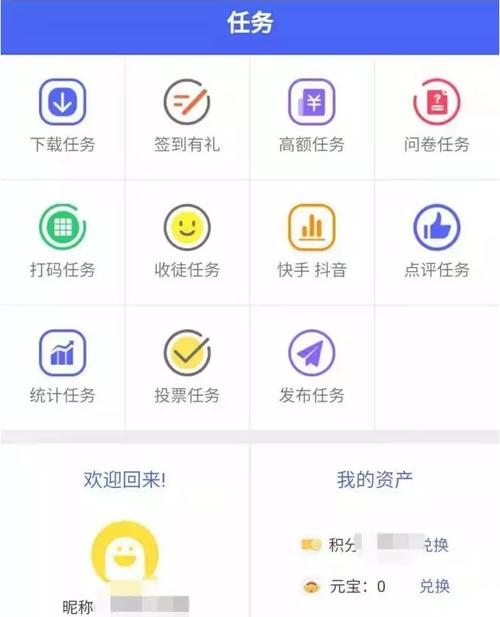 任务
下载任务 签到有礼 高额任务 问卷任务
打码任务 收徒任务 快手 抖音 点评任务
统计任务 投票任务 发布任务
欢迎回来! 我的资产
积分 兑换
元宝：0 兑换
昵称